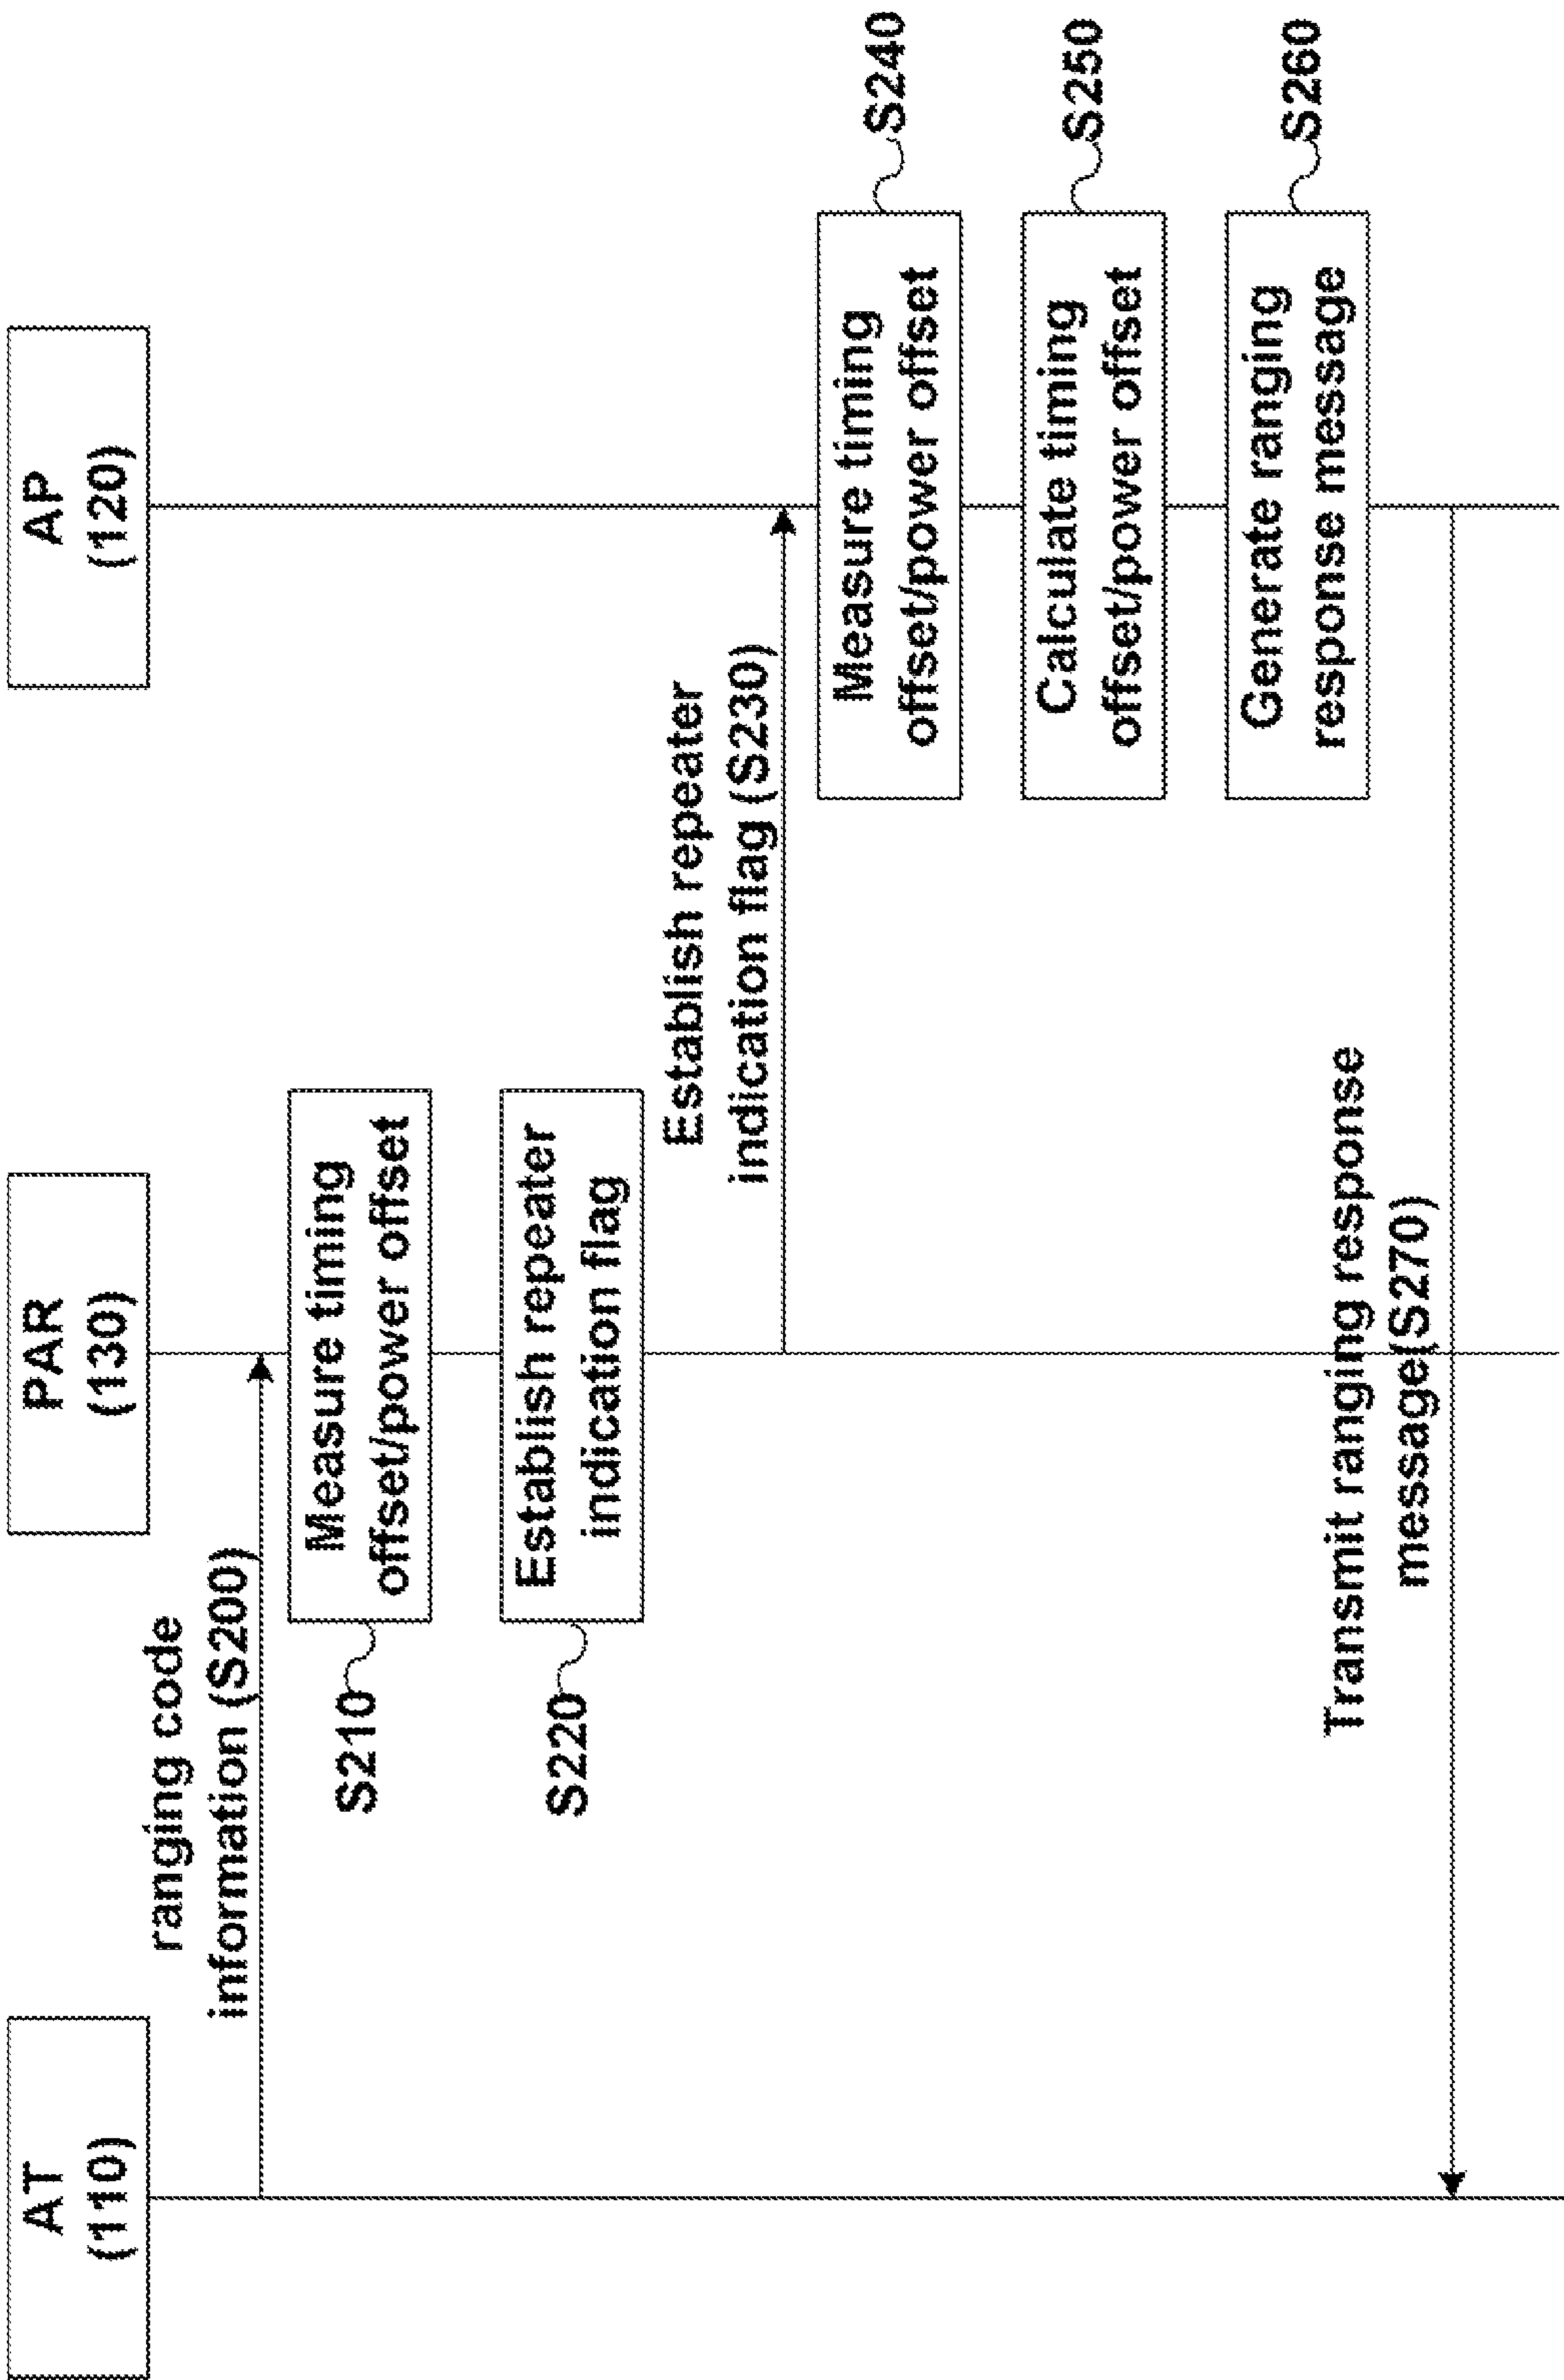 AT
(110)
PAR
(130)
AP
(120)
ranging code
information (S200)
Measure timing
offset/power offset
S210
Establish repeater
indication flag
S220
Establish repeater
indication flag (S230)
Measure timing
offset/power offset
S240
Calculate timing
offset/power offset
S250
Generate ranging
response message
S260
Transmit ranging response
message(S270)